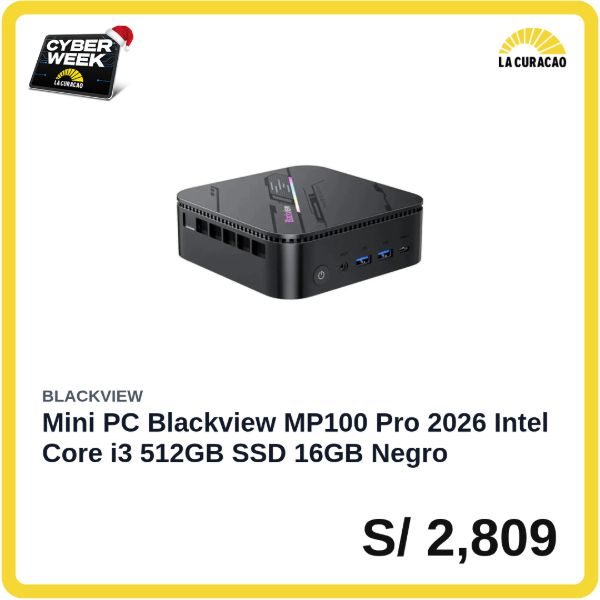 CYBER
WEEK
LA CURACAO
LA CURACAO
Blackview
BLACKVIEW
Mini PC Blackview MP100 Pro 2026 Intel
Core i3 512GB SSD 16GB Negro
S/ 2,809